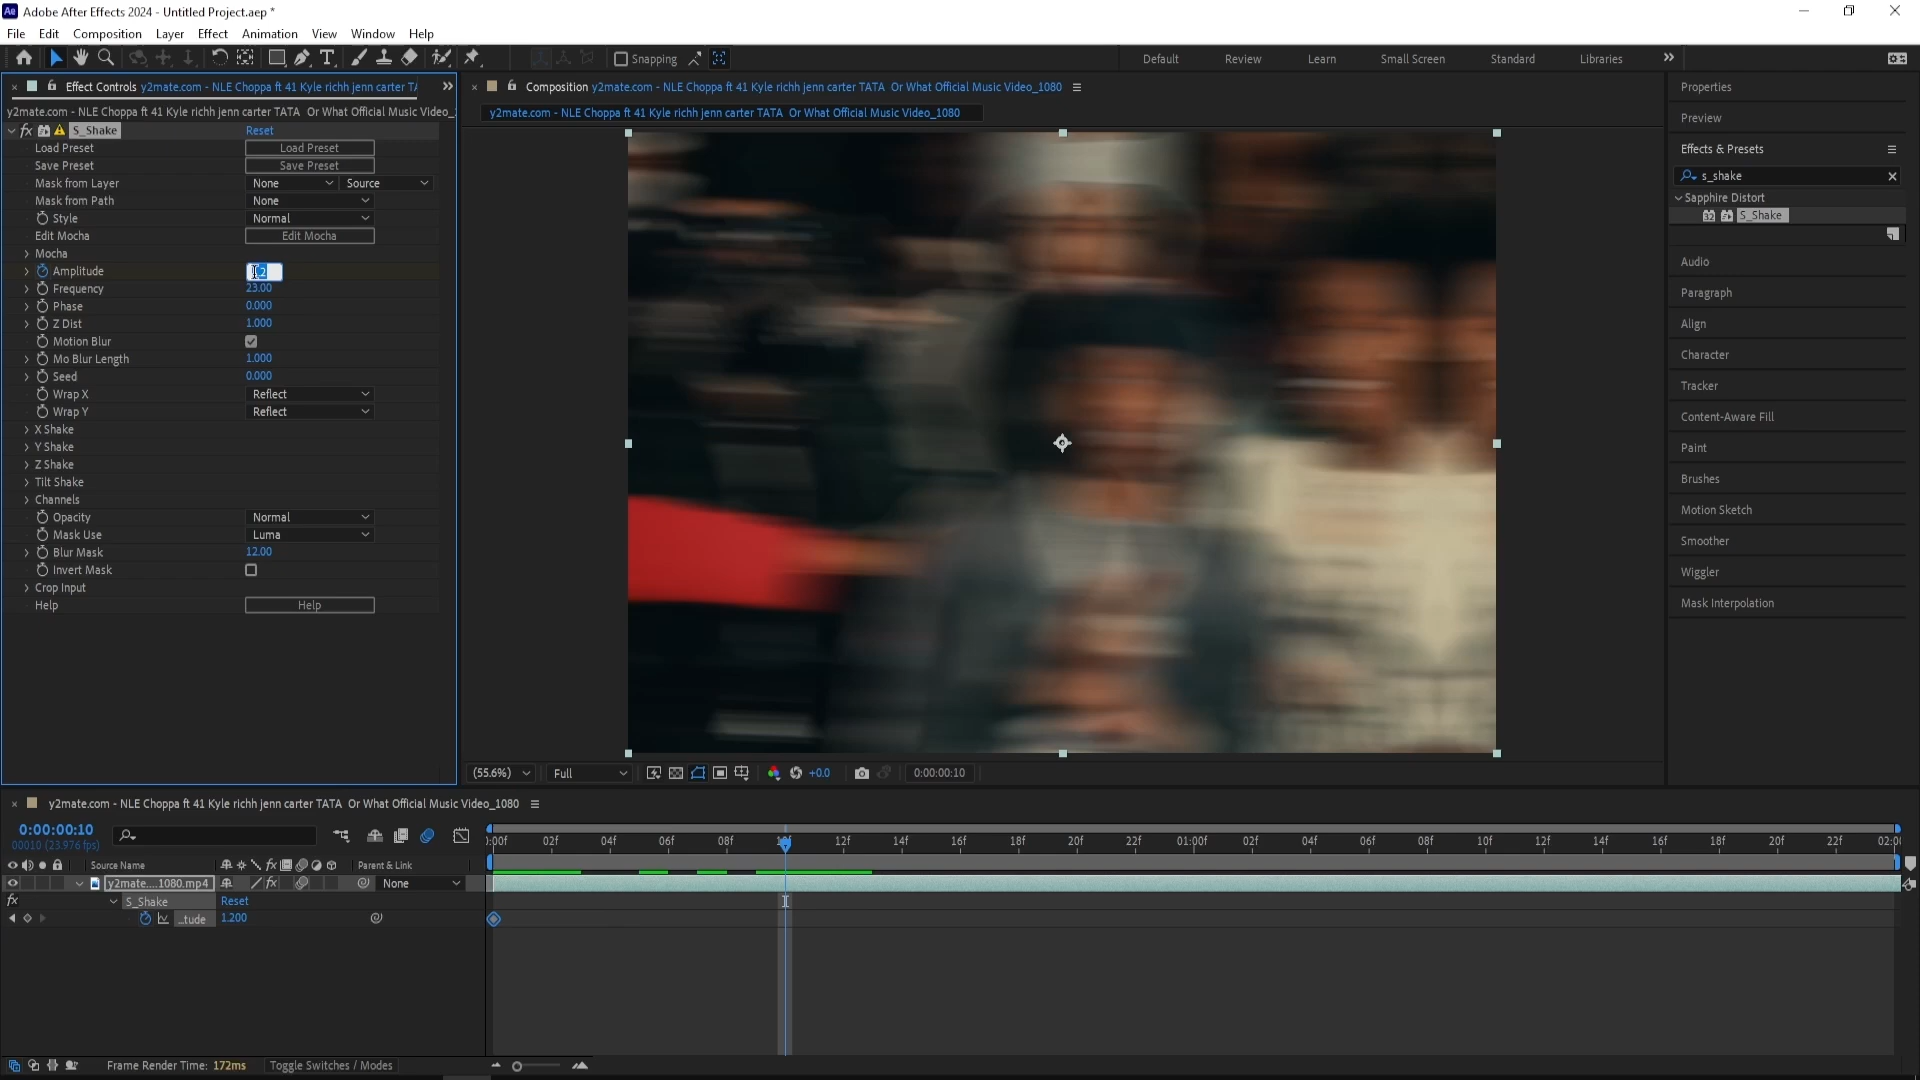 Ae Adobe After Effects 2024 - Untitled Project.aep *
File Edit Composition Layer Effect Animation View Window Help
Snapping Default Review Learn Small Screen Standard Libraries
Effect Controls y2mate.com - NLE Choppa ft 41 Kyle richh jenn carter TA
y2mate.com - NLE Choppa ft 41 Kyle richh jenn carter TATA Or What Official Music Video_
fx S_Shake Reset
Load Preset Load Preset
Save Preset Save Preset
Mask from Layer None Source
Mask from Path None
Style Normal
Edit Mocha Edit Mocha
Mocha
Amplitude
Frequency 23.00
Phase 0.000
Z Dist 1.000
Motion Blur
Mo Blur Length 1.000
Seed 0.000
Wrap X Reflect
Wrap Y Reflect
X Shake
Y Shake
Z Shake
Tilt Shake
Channels
Opacity Normal
Mask Use Luma
Blur Mask 12.00
Invert Mask
Crop Input
Help Help
Composition y2mate.com - NLE Choppa ft 41 Kyle richh jenn carter TATA Or What Official Music Video_1080
y2mate.com - NLE Choppa ft 41 Kyle richh jenn carter TATA Or What Official Music Video_1080
(55.6%) Full +0.0 0:00:00:10
Properties
Preview
Effects & Presets
s_shake
Sapphire Distort
S_Shake
Audio
Paragraph
Align
Character
Tracker
Content-Aware Fill
Paint
Brushes
Motion Sketch
Smoother
Wiggler
Mask Interpolation
y2mate.com - NLE Choppa ft 41 Kyle richh jenn carter TATA Or What Official Music Video_1080
0:00:00:10
00010 (23.976 fps)
:00f 02f 04f 06f 08f 10f 12f 14f 16f 18f 20f 22f 01:00f 02f 04f 06f 08f 10f 12f 14f 16f 18f 20f 22f 02:00
Source Name fx Parent & Link
y2mate....1080.mp4 fx None
fx S_Shake Reset
_tude 1.200
Frame Render Time: 172ms Toggle Switches / Modes